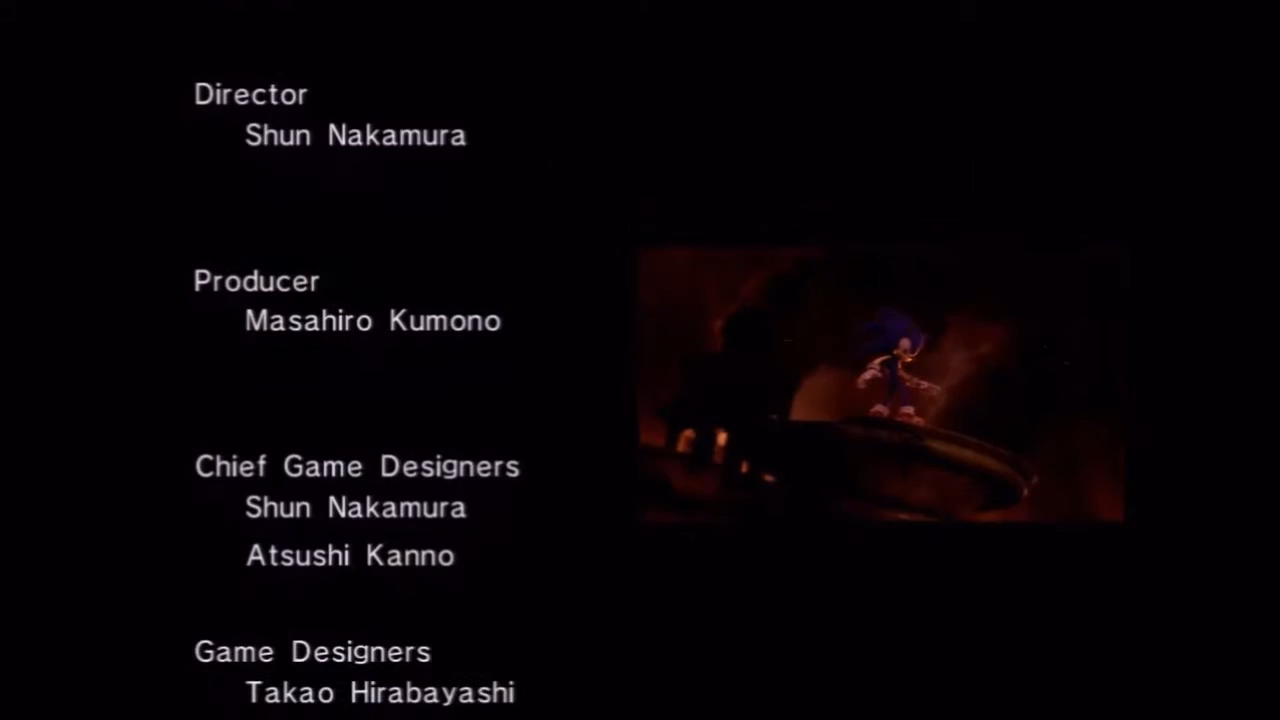 Director
Shun Nakamura
Producer
Masahiro Kumono
Chief Game Designers
Shun Nakamura
Atsushi Kanno
Game Designers
Takao Hirabayashi